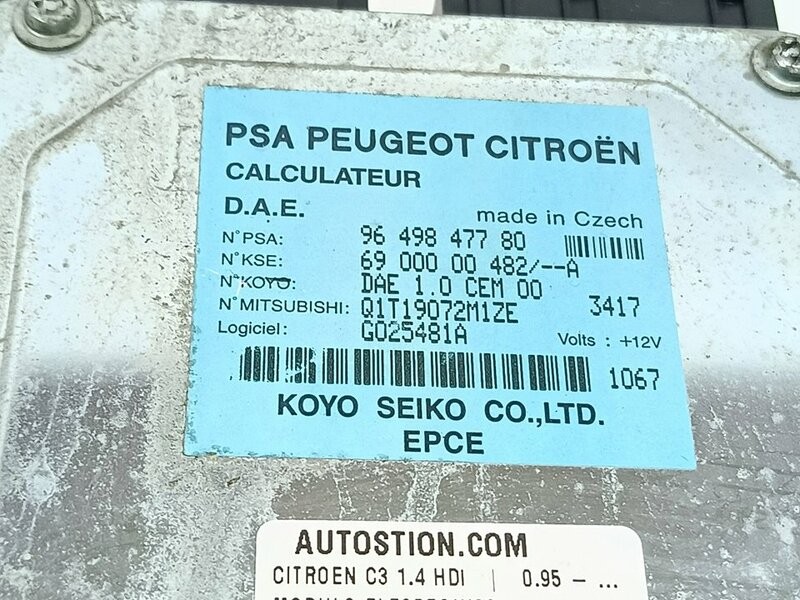 PSA PEUGEOT CITROËN
CALCULATEUR
D.A.E. made in Czech
N°PSA: 96 498 477 80
N°KSE: 69 000 00 482/--A
N°KOYO: DAE 1.0 CEM 00
N°MITSUBISHI: Q1T19072M1ZE 3417
Logiciel: G025481A Volts : +12V
1067
KOYO SEIKO CO.,LTD.
EPCE
AUTOSTION.COM
CITROEN C3 1.4 HDI | 0.95 - ...